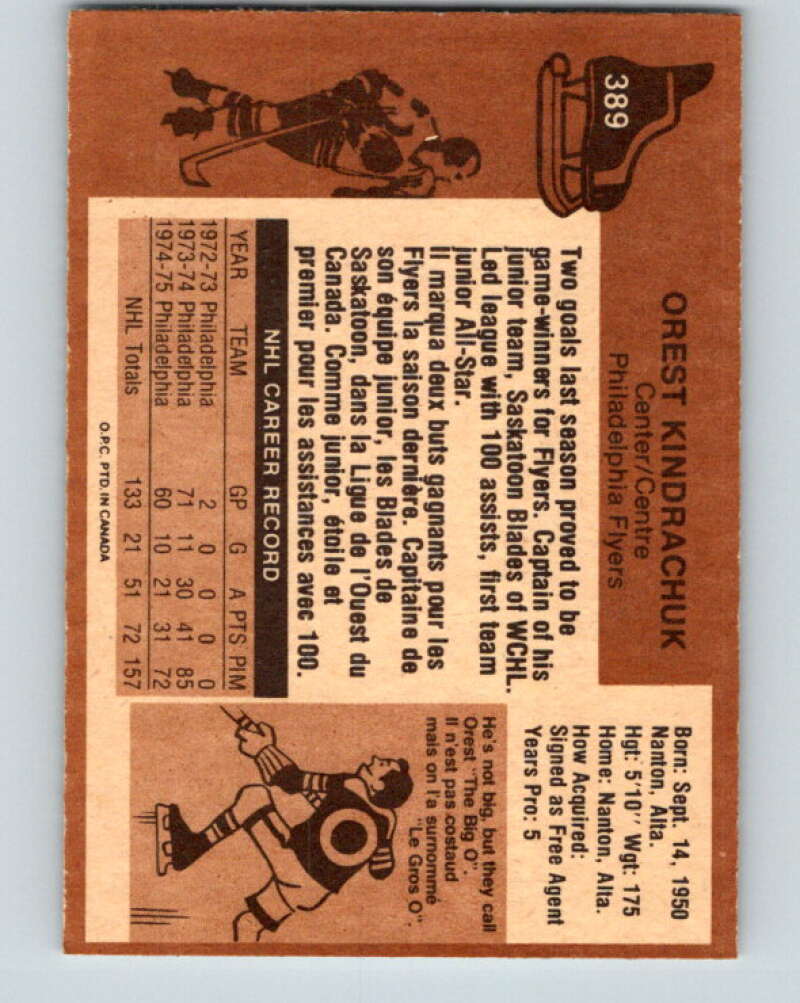 389
OREST KINDRACHUK
Center/Centre
Philadelphia Flyers
Two goals last season proved to be
game-winners for Flyers. Captain of his
junior team, Saskatoon Blades of WCHL.
Led league with 100 assists, first team
junior All-Star.
Il marqua deux buts gagnants pour les
Flyers la saison dernière. Capitaine de
son équipe junior, les Blades de
Saskatoon, dans la Ligue de l'Ouest du
Canada. Comme junior, étoile et
premier pour les assistances avec 100.
NHL CAREER RECORD
YEAR TEAM GP G A PTS PIM
1972-73 Philadelphia 2 0 0 0 0
1973-74 Philadelphia 71 11 30 41 85
1974-75 Philadelphia 60 10 21 31 72
NHL Totals 133 21 51 72 157
O.P.C. PTD. IN CANADA
Born: Sept. 14, 1950
Nanton, Alta.
Hgt: 5'10" Wgt: 175
Home: Nanton, Alta.
How Acquired:
Signed as Free Agent
Years Pro: 5
He's not big, but they call
Orest "The Big O".
Il n'est pas costaud
mais on l'a surnommé
"Le Gros O".
O